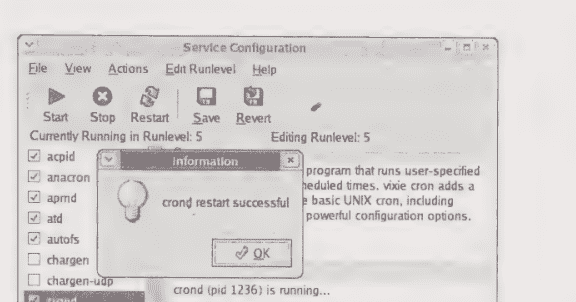 Service Configuration
File View Actions Edit Runlevel Help
Start Stop Restart Save Revert
Currently Running in Runlevel: 5 Editing Runlevel: 5
acpid
Information
anacron
program that runs user-specified
heduled times. vixie cron adds a
apmd
crond restart successful
e basic UNIX cron, including
atd
powerful configuration options.
autofs
chargen
OK
chargen-udp
crond (pid 1236) is running...
crond